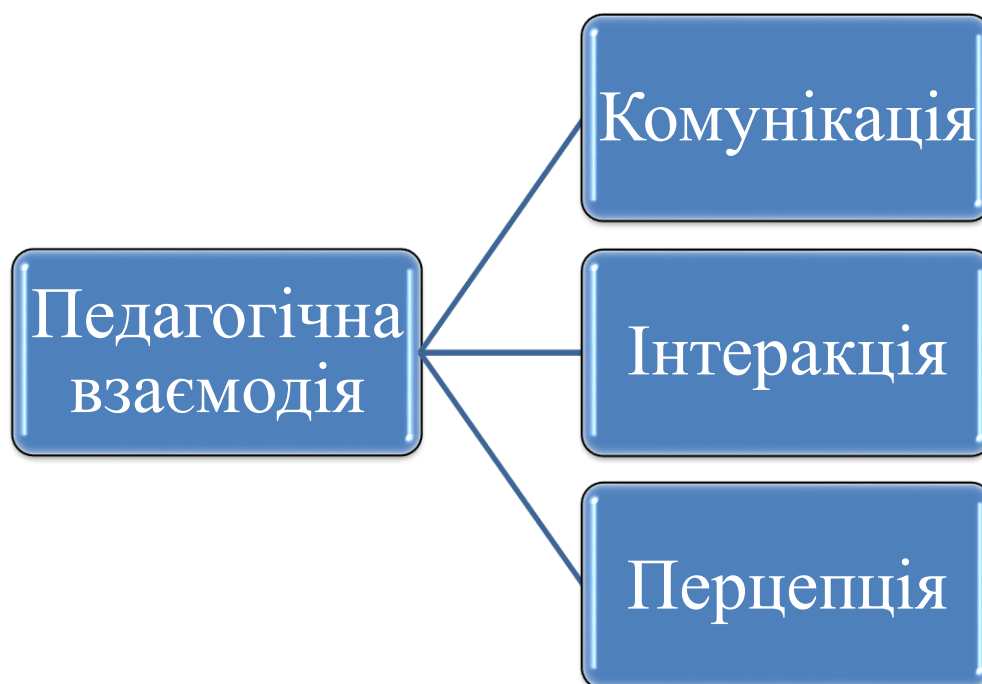 Педагогічна
взаємодія
Комунікація
Інтеракція
Перцепція